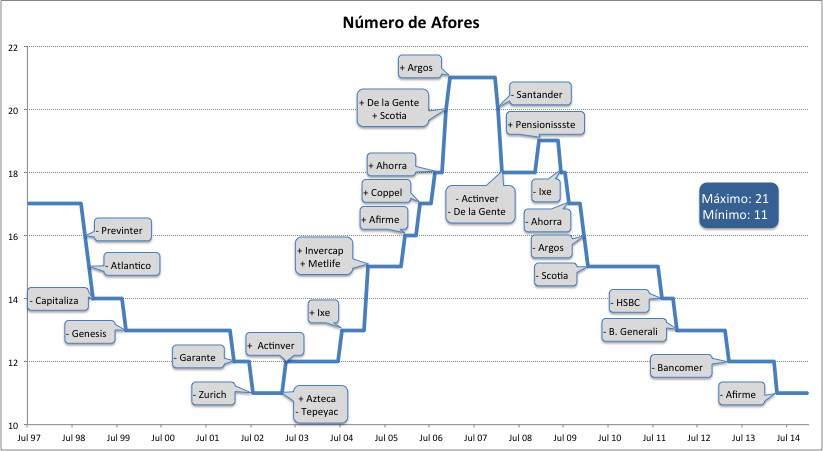 Número de Afores
22
+ Argos
- Santander
+ De la Gente
+ Scotia
20
+ Pensionissste
+ Ahorra
18
- Ixe
+ Coppel
- Actinver
- De la Gente
Máximo: 21
Mínimo: 11
+ Afirme
- Ahorra
- Previnter
16
- Argos
+ Invercap
+ Metlife
- Atlantico
- Scotia
- Capitaliza
14
- HSBC
+ Ixe
- Genesis
- B. Generali
+ Actinver
- Garante
12
- Bancomer
- Zurich
+ Azteca
- Tepeyac
- Afirme
10
Jul 97 Jul 98 Jul 99 Jul 00 Jul 01 Jul 02 Jul 03 Jul 04 Jul 05 Jul 06 Jul 07 Jul 08 Jul 09 Jul 10 Jul 11 Jul 12 Jul 13 Jul 14